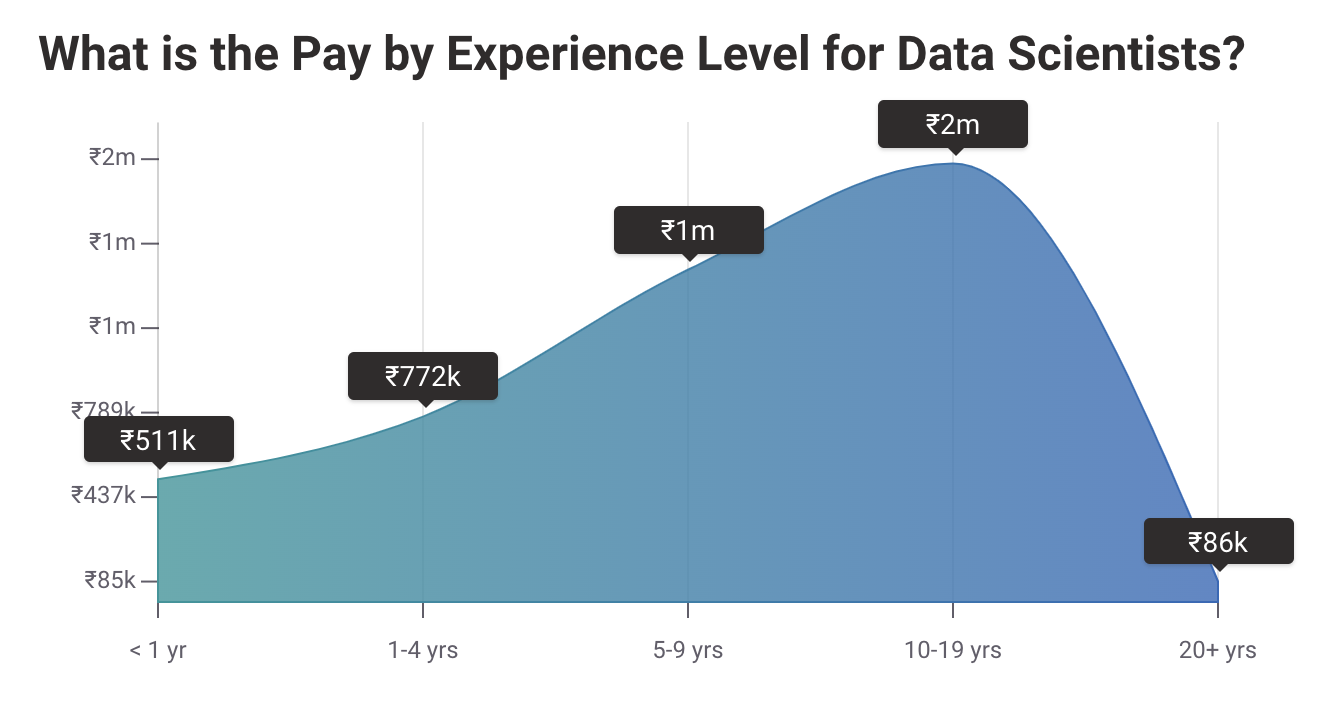 What is the Pay by Experience Level for Data Scientists?
₹2m
₹2m
₹1m
₹1m
₹1m
₹772k
₹789k
₹511k
₹437k
₹86k
₹85k
< 1 yr
1-4 yrs
5-9 yrs
10-19 yrs
20+ yrs